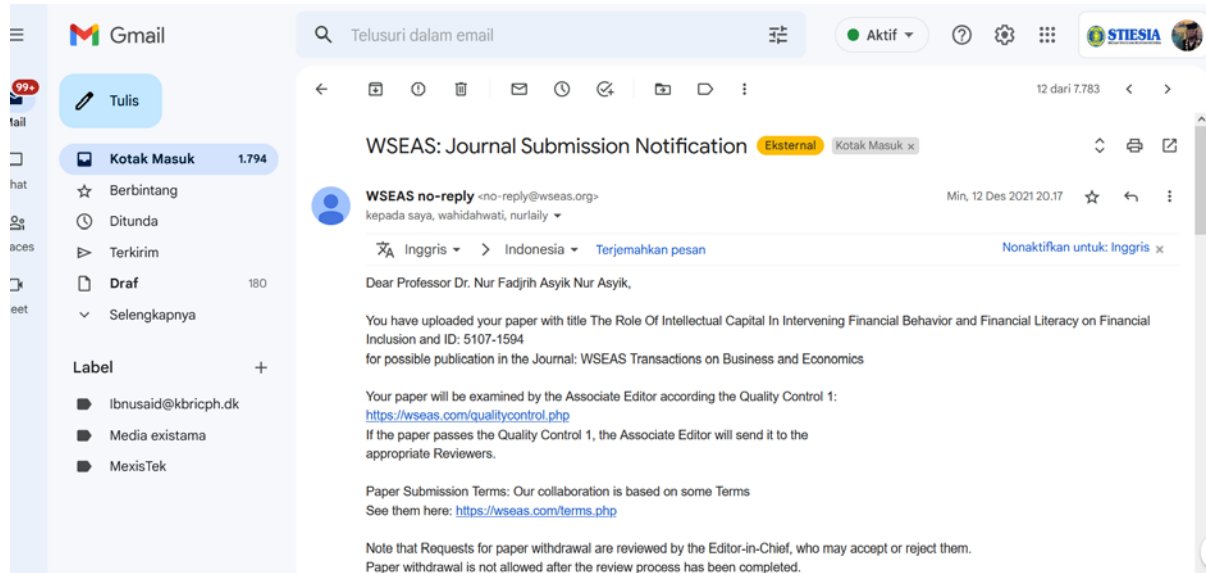 Gmail
Telusuri dalam email
Aktif
STIESIA
99+
Tulis
12 dari 7.783
Kotak Masuk 1.794
Berbintang
Ditunda
Terkirim
Draf 180
Selengkapnya
Label
Ibnusaid@kbricph.dk
Media existama
MexisTek
WSEAS: Journal Submission Notification Eksternal Kotak Masuk ×
WSEAS no-reply <no-reply@wseas.org> Min, 12 Des 2021 20.17
kepada saya, wahidahwati, nurlaily
Inggris > Indonesia Terjemahkan pesan Nonaktifkan untuk: Inggris ×
Dear Professor Dr. Nur Fadjrih Asyik Nur Asyik,
You have uploaded your paper with title The Role Of Intellectual Capital In Intervening Financial Behavior and Financial Literacy on Financial
Inclusion and ID: 5107-1594
for possible publication in the Journal: WSEAS Transactions on Business and Economics
Your paper will be examined by the Associate Editor according the Quality Control 1:
https://wseas.com/qualitycontrol.php
If the paper passes the Quality Control 1, the Associate Editor will send it to the
appropriate Reviewers.
Paper Submission Terms: Our collaboration is based on some Terms
See them here: https://wseas.com/terms.php
Note that Requests for paper withdrawal are reviewed by the Editor-in-Chief, who may accept or reject them.
Paper withdrawal is not allowed after the review process has been completed.